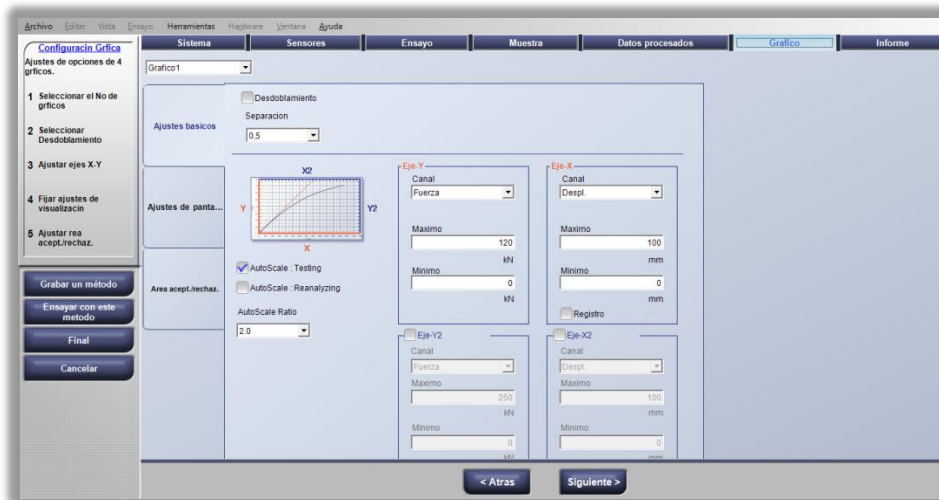 Archivo Editar Vista Ensayo Herramientas Hardware Ventana Ayuda
Configuracin Grfica
Ajustes de opciones de 4
grficos.
1 Seleccionar el No de
grficos
2 Seleccionar
Desdoblamiento
3 Ajustar ejes X-Y
4 Fijar ajustes de
visualizacin
5 Ajustar rea
acept./rechaz.
Grabar un método
Ensayar con este
metodo
Final
Cancelar
Sistema Sensores Ensayo Muestra Datos procesados Grafico Informe
Grafico1
Ajustes basicos
Ajustes de panta...
Area acept./rechaz.
Desdoblamiento
Separacion
0,5
X2
Y Y2
X
AutoScale : Testing
AutoScale : Reanalyzing
AutoScale Ratio
2.0
Eje-Y
Canal
Fuerza
Maximo
120
kN
Minimo
0
kN
Eje-X
Canal
Despl.
Maximo
100
mm
Minimo
0
mm
Registro
Eje-Y2
Canal
Fuerza
Maximo
250
kN
Minimo
0
kN
Eje-X2
Canal
Despl.
Maximo
100
mm
Minimo
0
mm
< Atras Siguiente >